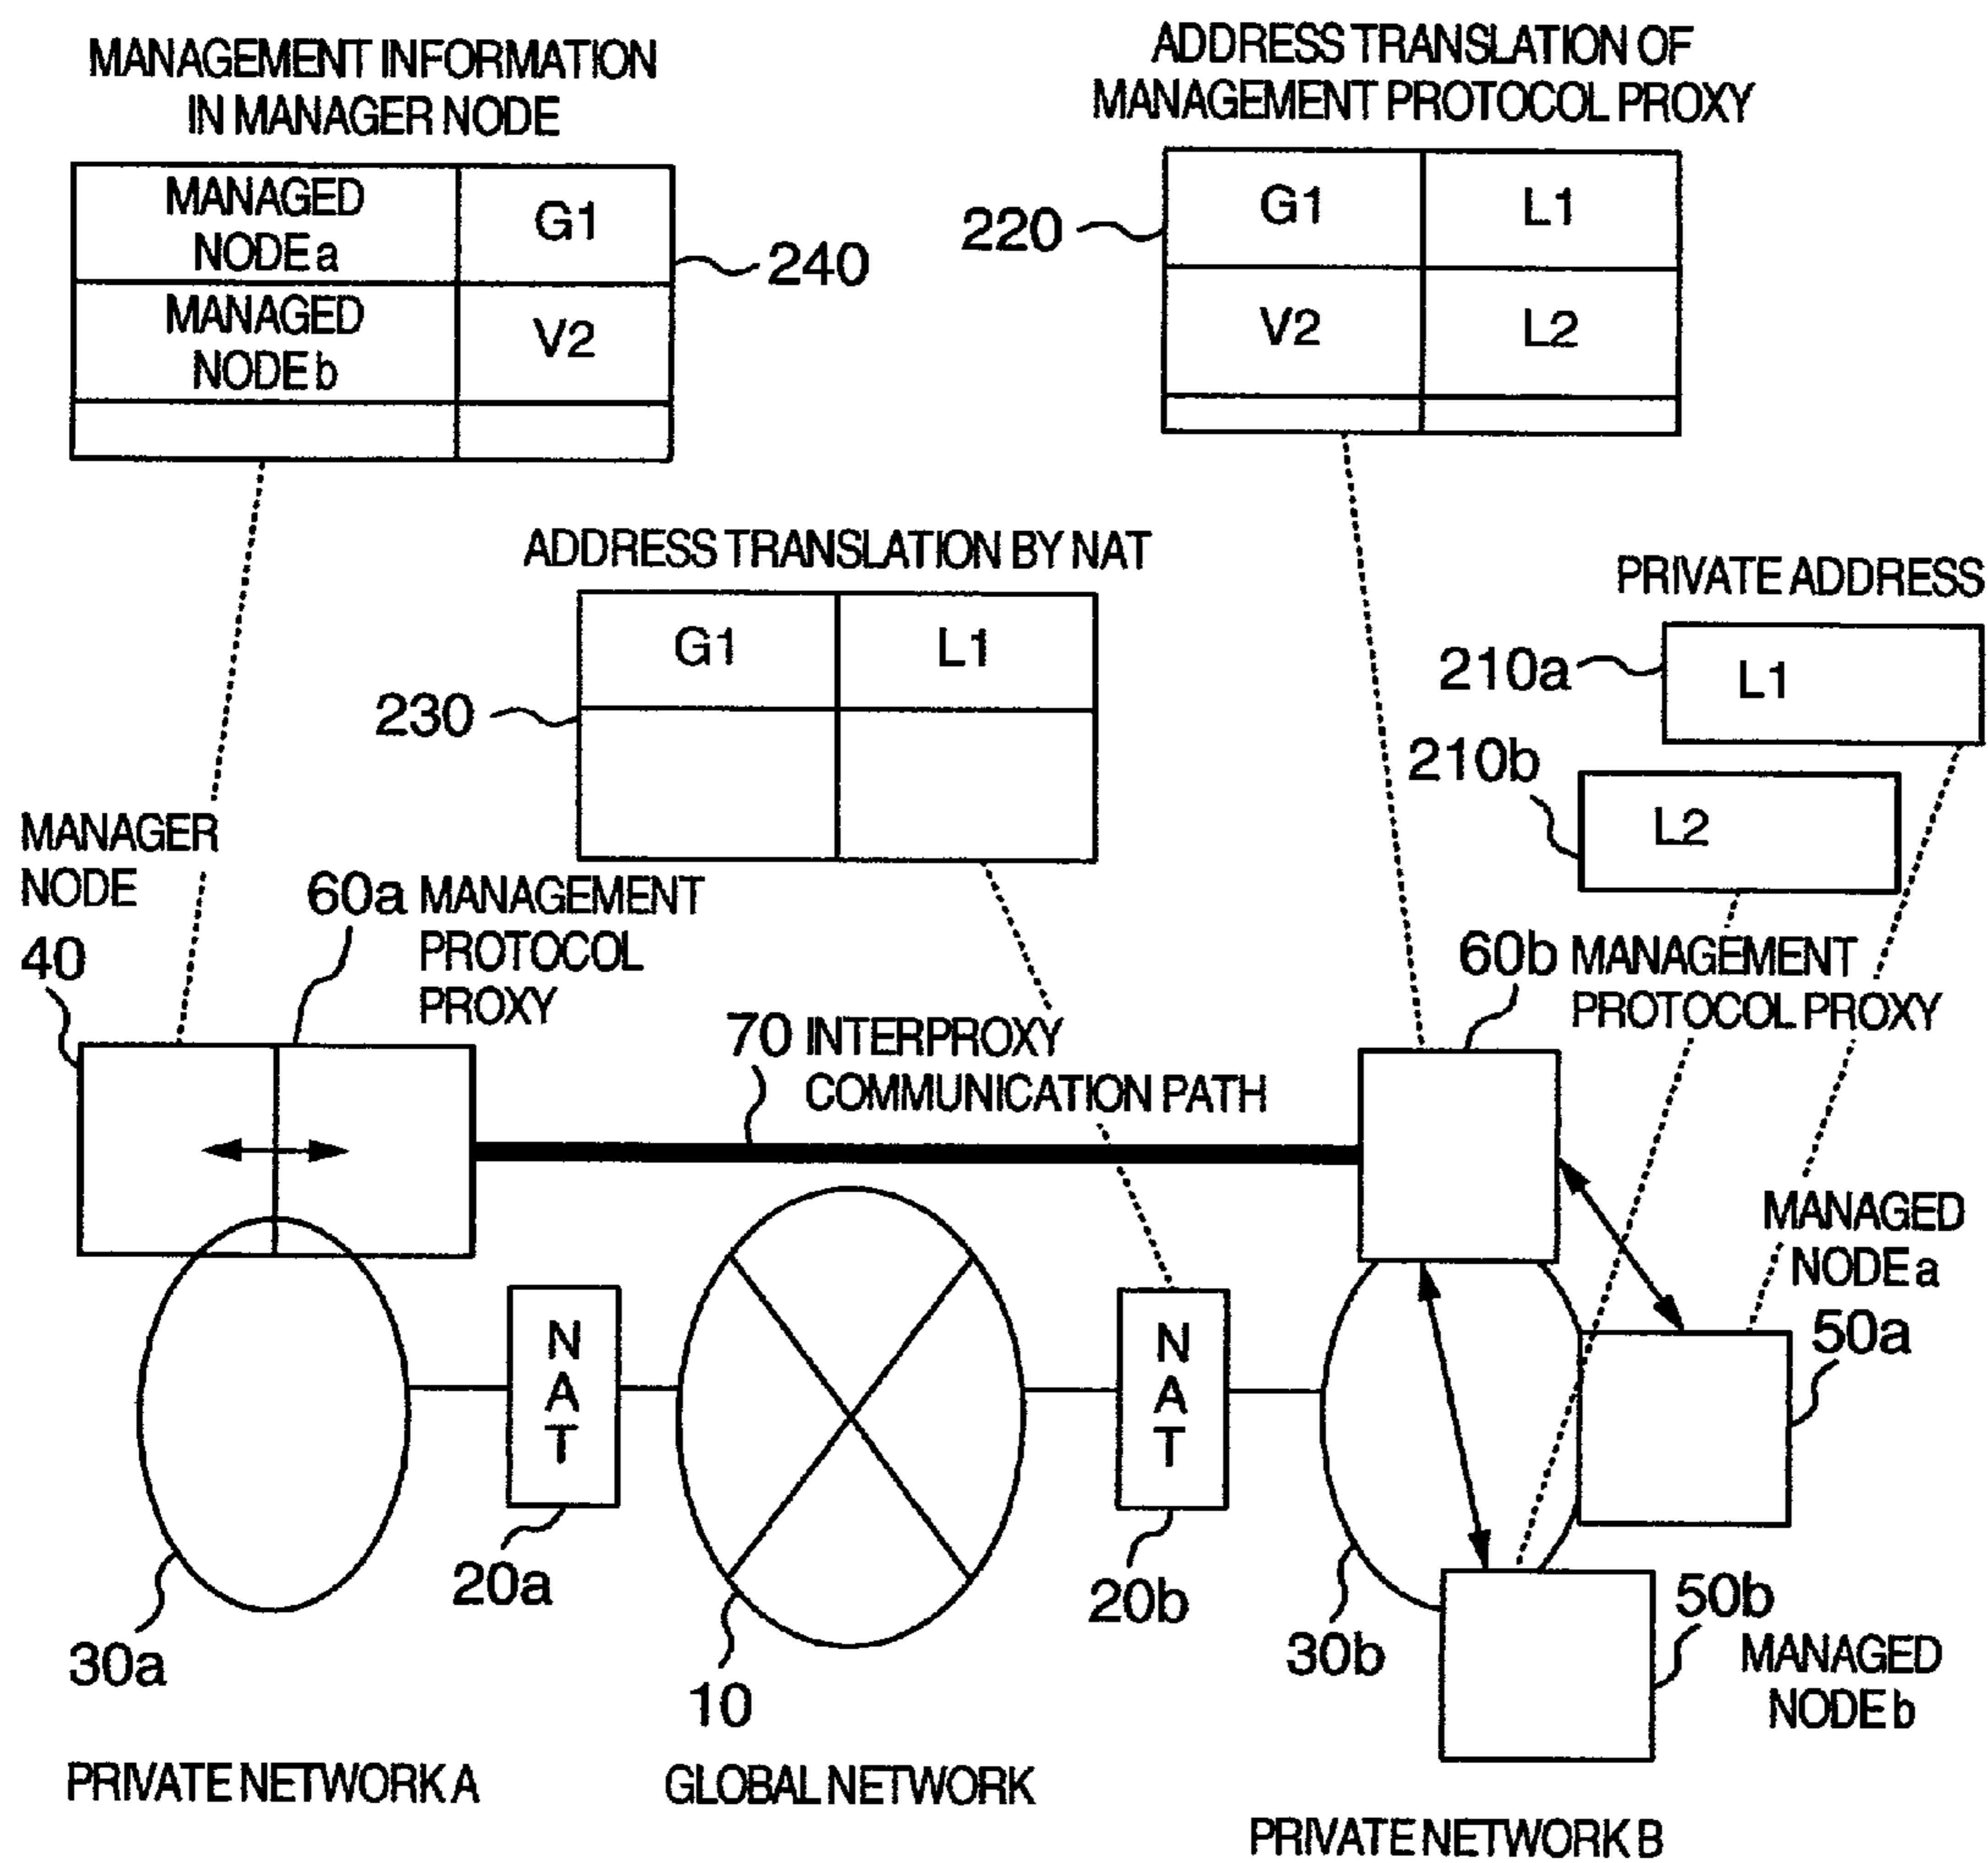 MANAGEMENT INFORMATION
IN MANAGER NODE
MANAGED
NODE a
G1
MANAGED
NODE b
V2
240
ADDRESS TRANSLATION OF
MANAGEMENT PROTOCOL PROXY
220
G1
L1
V2
L2
ADDRESS TRANSLATION BY NAT
G1
L1
230
PRIVATE ADDRESS
210a
L1
210b
L2
MANAGER
NODE
40
60a MANAGEMENT
PROTOCOL
PROXY
70 INTERPROXY
COMMUNICATION PATH
60b MANAGEMENT
PROTOCOL PROXY
MANAGED
NODE a
50a
NAT
NAT
20a
20b
30a
10
30b
50b
MANAGED
NODE b
PRIVATE NETWORK A
GLOBAL NETWORK
PRIVATE NETWORK B